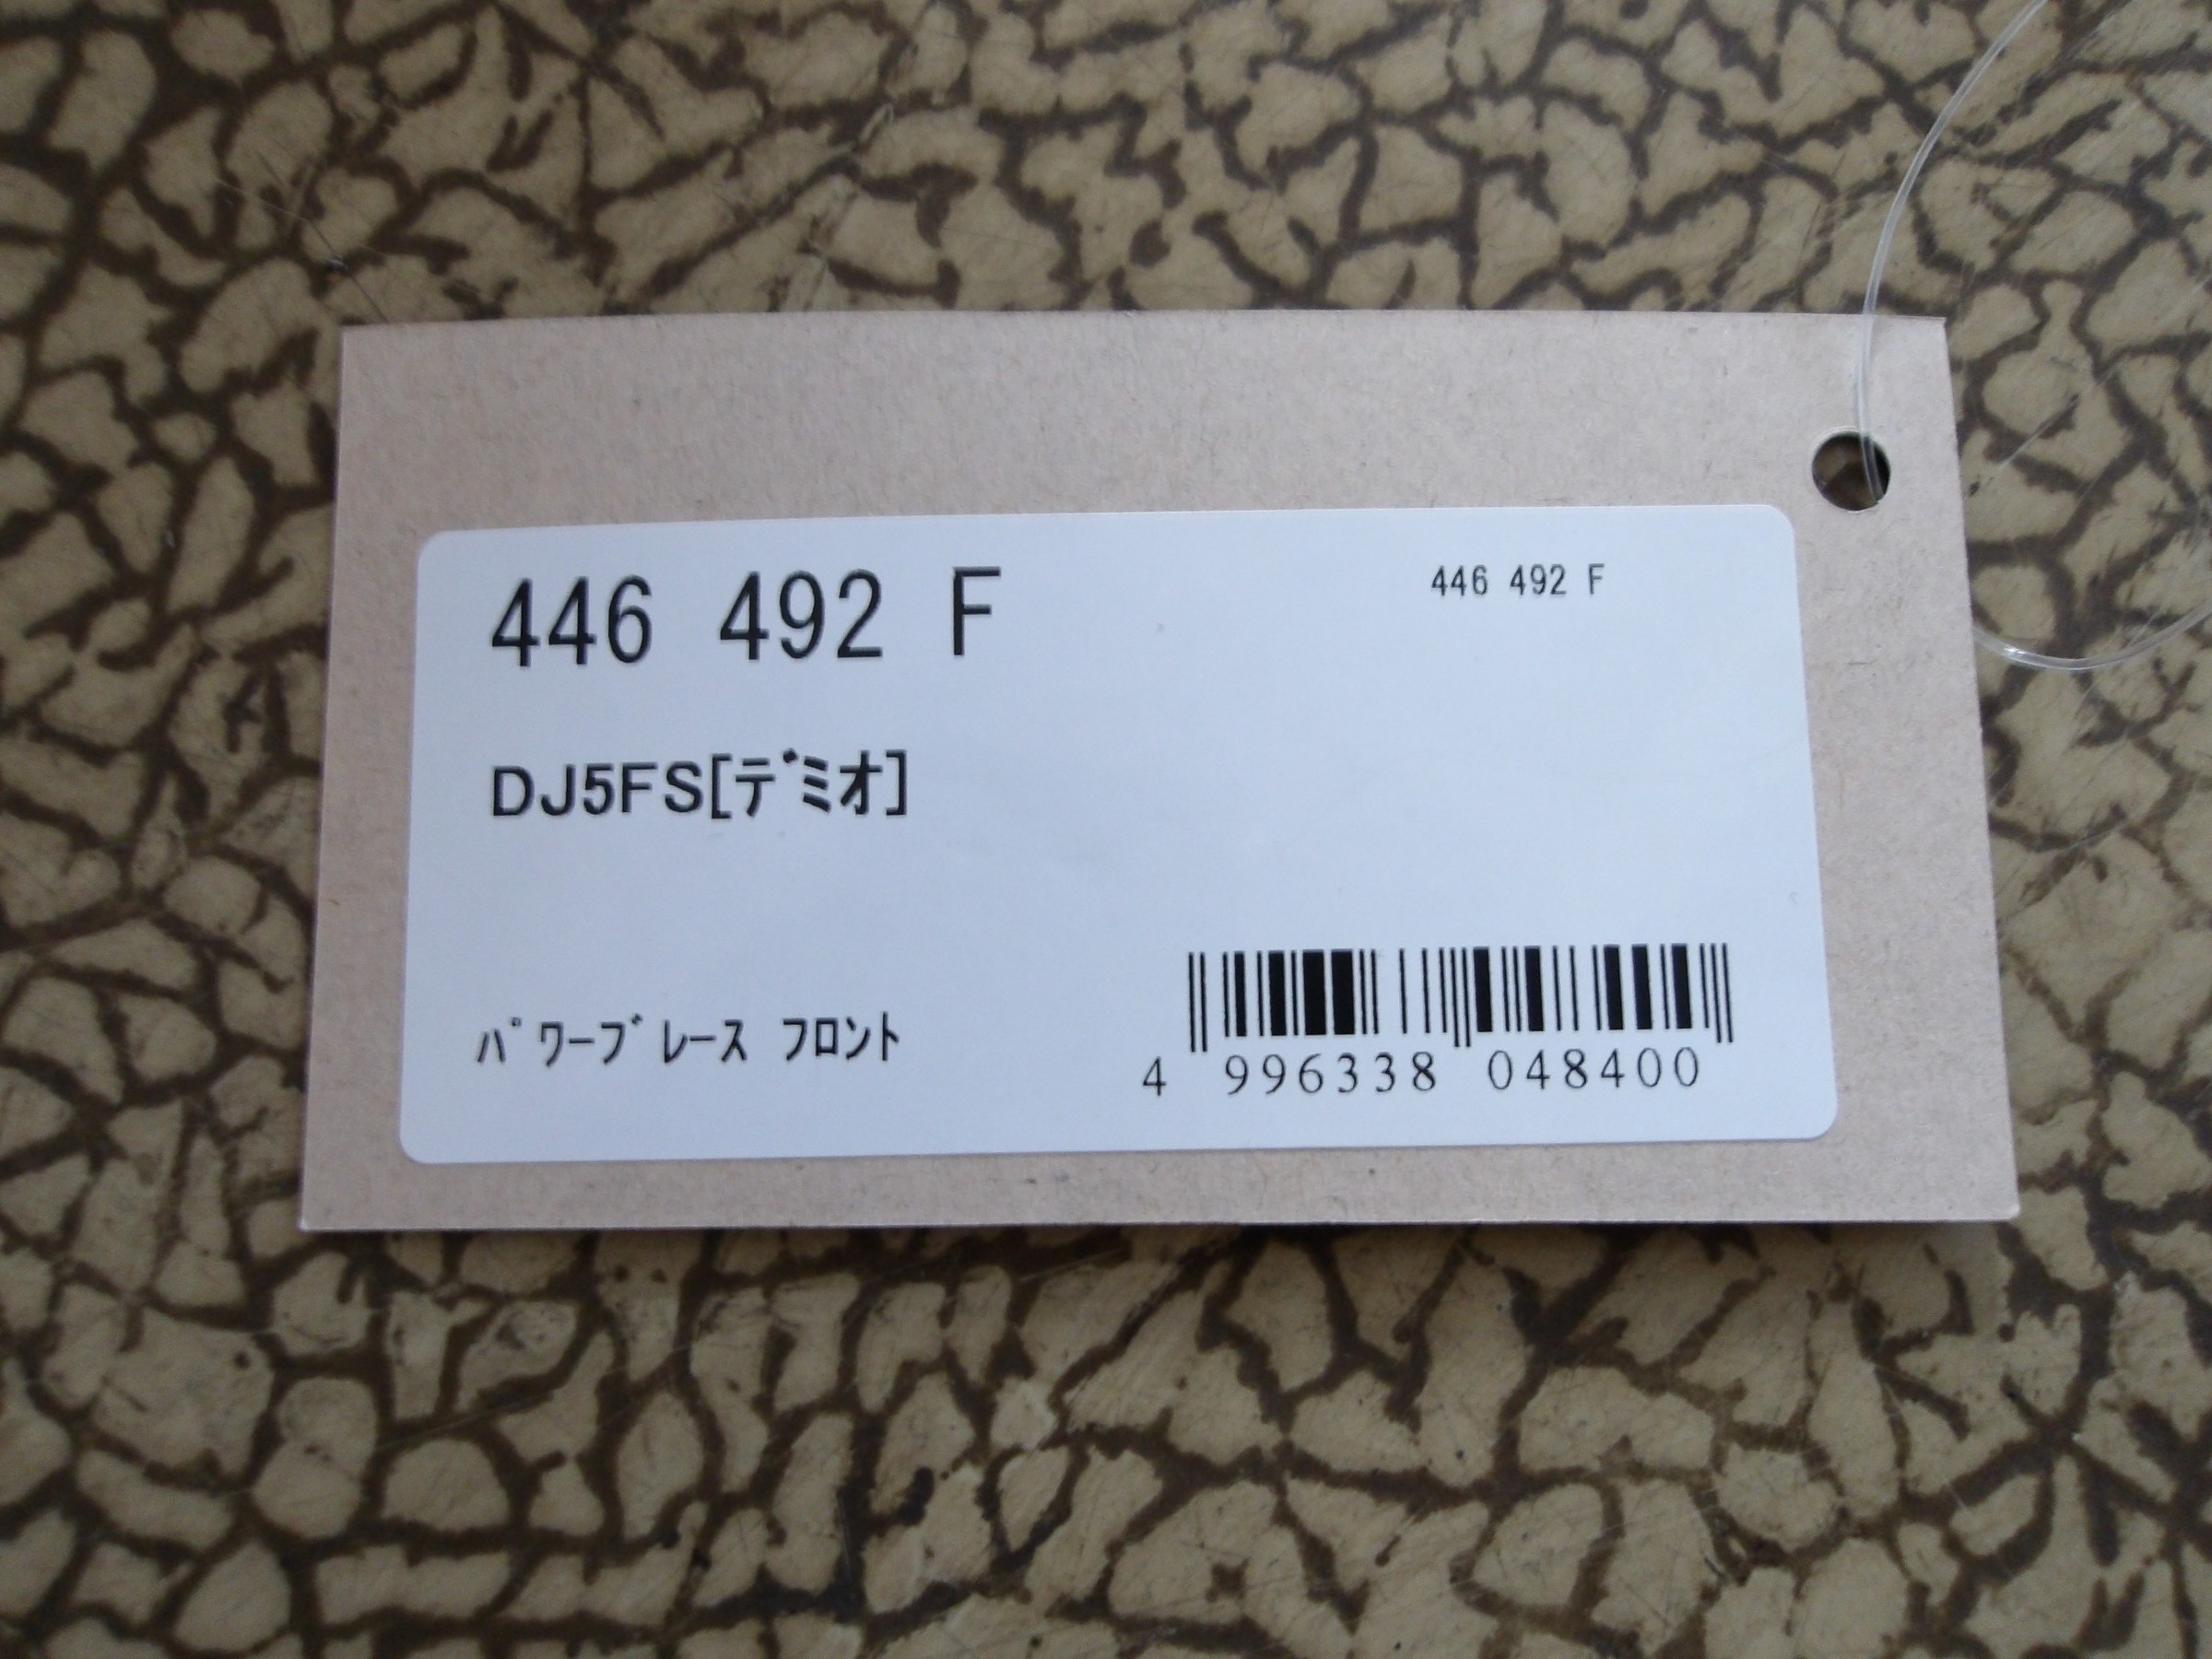 446 492 F
446 492 F
DJ5FS[ﾃﾞﾐｵ]
ﾊﾟﾜｰﾌﾞﾚｰｽ ﾌﾛﾝﾄ
4 996338 048400